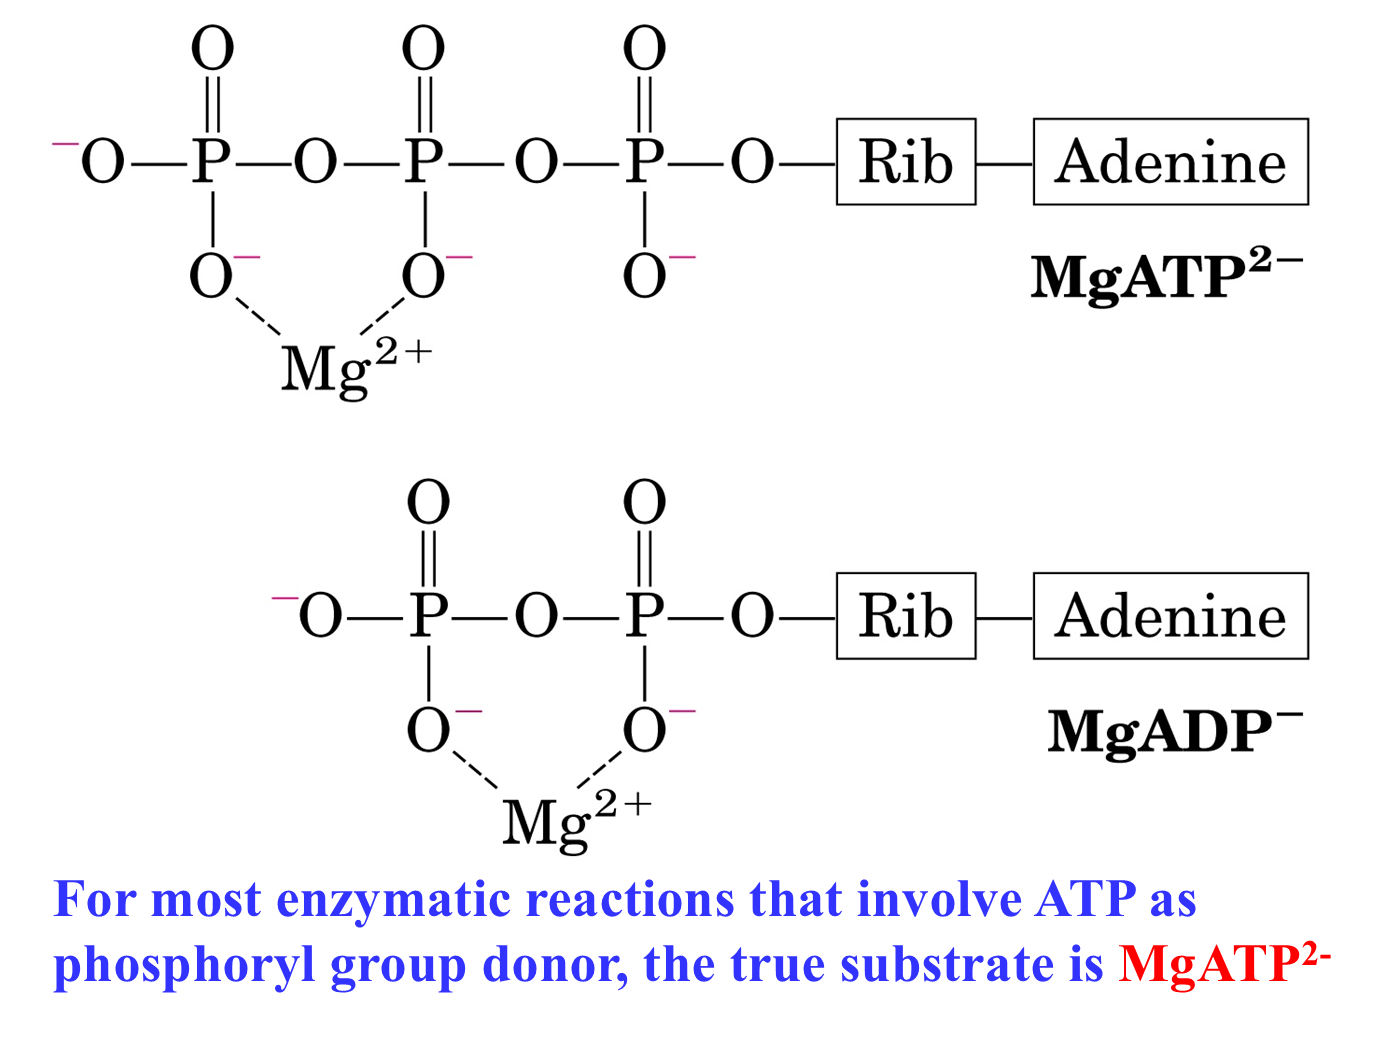 O O O
⁻O—P—O—P—O—P—O—Rib—Adenine
O⁻ O⁻ O⁻
MgATP²⁻
Mg²⁺
O O
⁻O—P—O—P—O—Rib—Adenine
O⁻ O⁻
MgADP⁻
Mg²⁺
For most enzymatic reactions that involve ATP as
phosphoryl group donor, the true substrate is MgATP²⁻